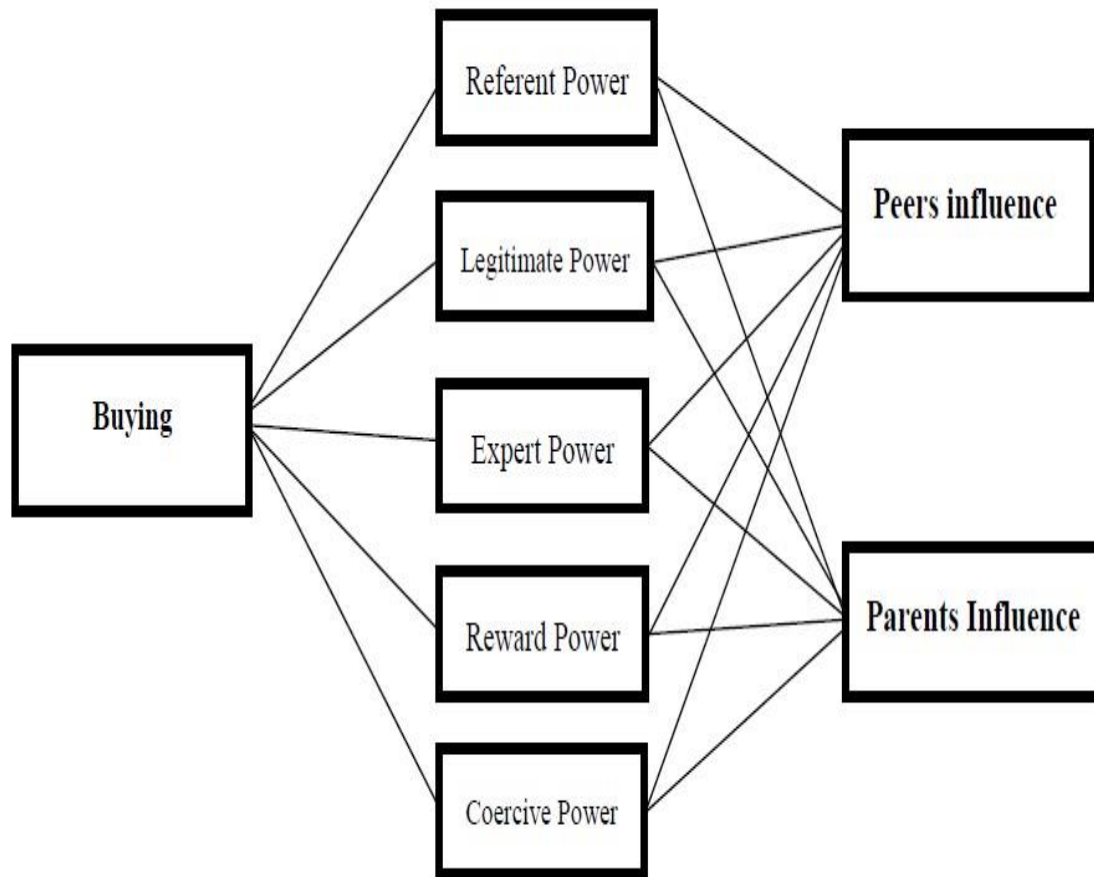 Referent Power
Peers influence
Legitimate Power
Buying
Expert Power
Parents Influence
Reward Power
Coercive Power